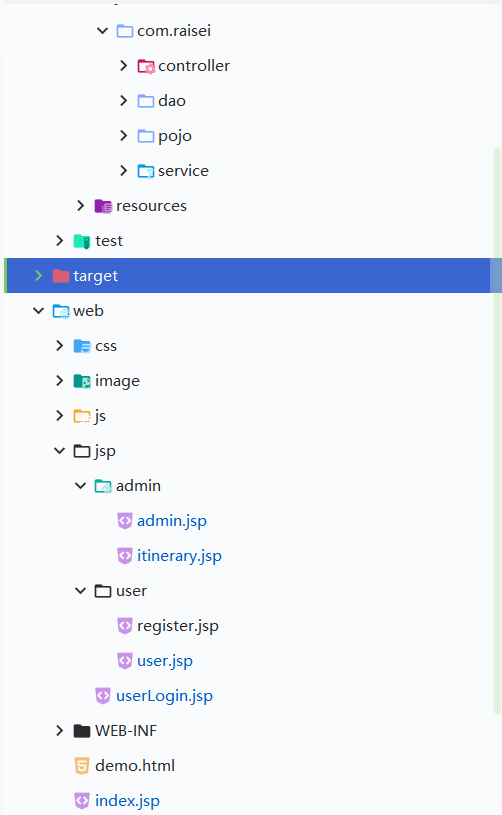 com.raisei
controller
dao
pojo
service
resources
test
target
web
css
image
js
jsp
admin
admin.jsp
itinerary.jsp
user
register.jsp
user.jsp
userLogin.jsp
WEB-INF
demo.html
index.jsp